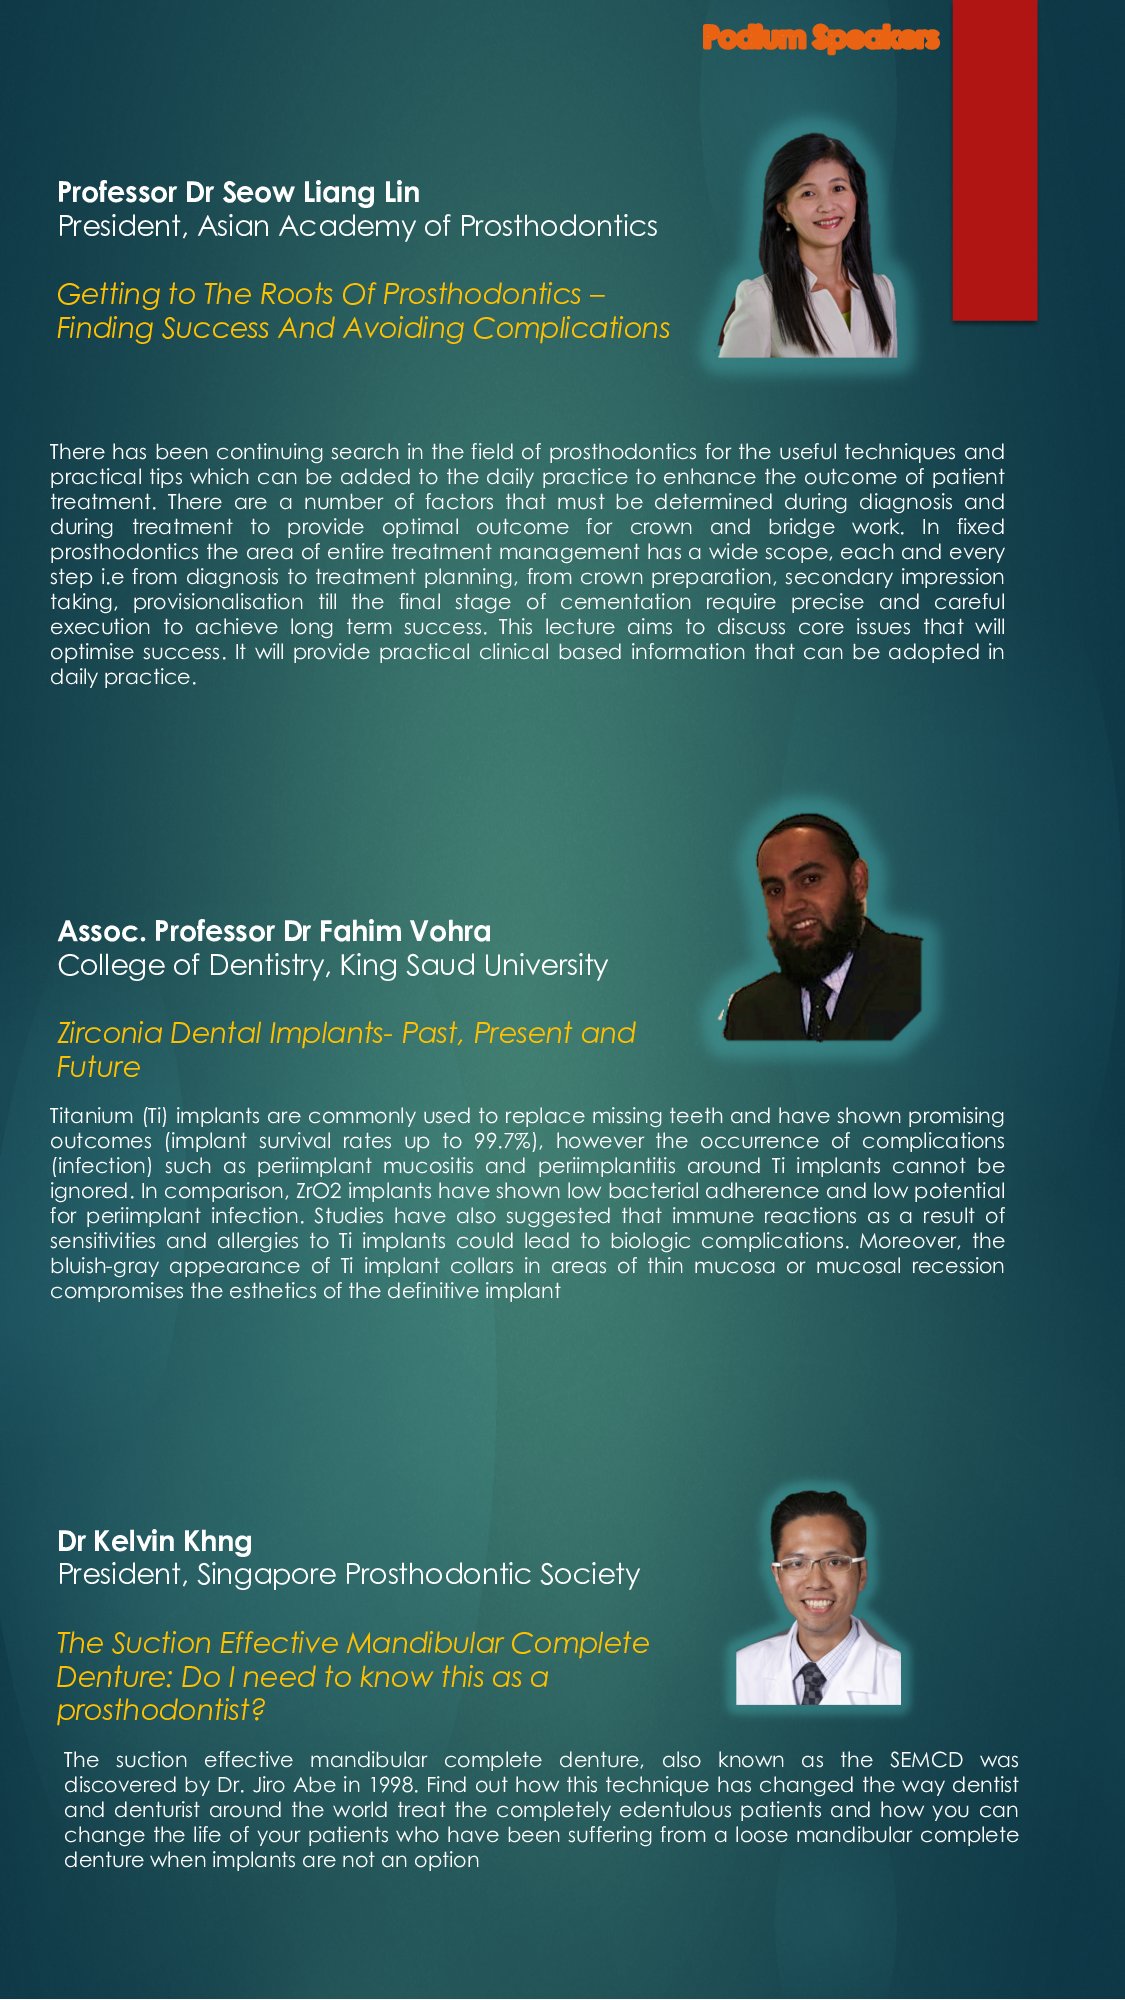 Podium Speakers
Professor Dr Seow Liang Lin
President, Asian Academy of Prosthodontics
Getting to The Roots Of Prosthodontics –
Finding Success And Avoiding Complications
There has been continuing search in the field of prosthodontics for the useful techniques and
practical tips which can be added to the daily practice to enhance the outcome of patient
treatment. There are a number of factors that must be determined during diagnosis and
during treatment to provide optimal outcome for crown and bridge work. In fixed
prosthodontics the area of entire treatment management has a wide scope, each and every
step i.e from diagnosis to treatment planning, from crown preparation, secondary impression
taking, provisionalisation till the final stage of cementation require precise and careful
execution to achieve long term success. This lecture aims to discuss core issues that will
optimise success. It will provide practical clinical based information that can be adopted in
daily practice.
Assoc. Professor Dr Fahim Vohra
College of Dentistry, King Saud University
Zirconia Dental Implants- Past, Present and
Future
Titanium (Ti) implants are commonly used to replace missing teeth and have shown promising
outcomes (implant survival rates up to 99.7%), however the occurrence of complications
(infection) such as periimplant mucositis and periimplantitis around Ti implants cannot be
ignored. In comparison, ZrO2 implants have shown low bacterial adherence and low potential
for periimplant infection. Studies have also suggested that immune reactions as a result of
sensitivities and allergies to Ti implants could lead to biologic complications. Moreover, the
bluish-gray appearance of Ti implant collars in areas of thin mucosa or mucosal recession
compromises the esthetics of the definitive implant
Dr Kelvin Khng
President, Singapore Prosthodontic Society
The Suction Effective Mandibular Complete
Denture: Do I need to know this as a
prosthodontist?
The suction effective mandibular complete denture, also known as the SEMCD was
discovered by Dr. Jiro Abe in 1998. Find out how this technique has changed the way dentist
and denturist around the world treat the completely edentulous patients and how you can
change the life of your patients who have been suffering from a loose mandibular complete
denture when implants are not an option